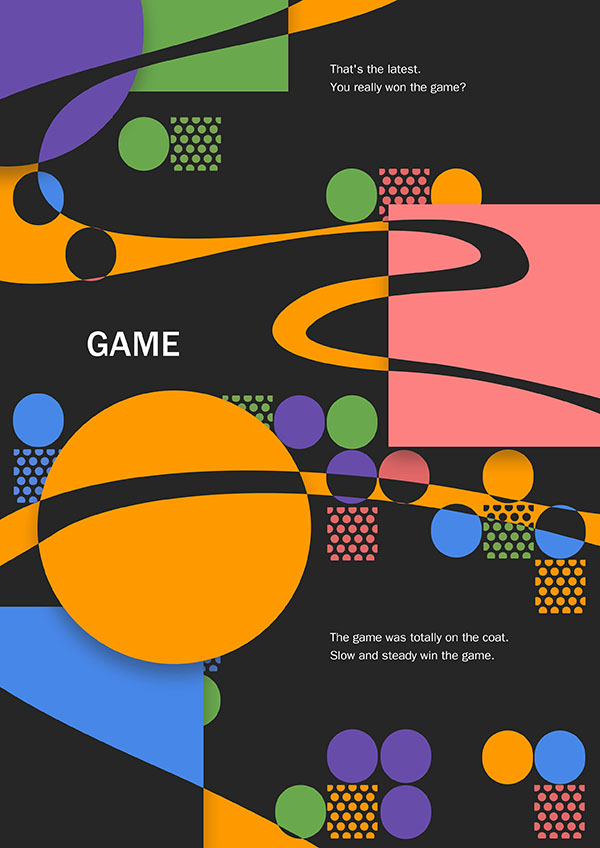 That's the latest.
You really won the game?
GAME
The game was totally on the coat.
Slow and steady win the game.